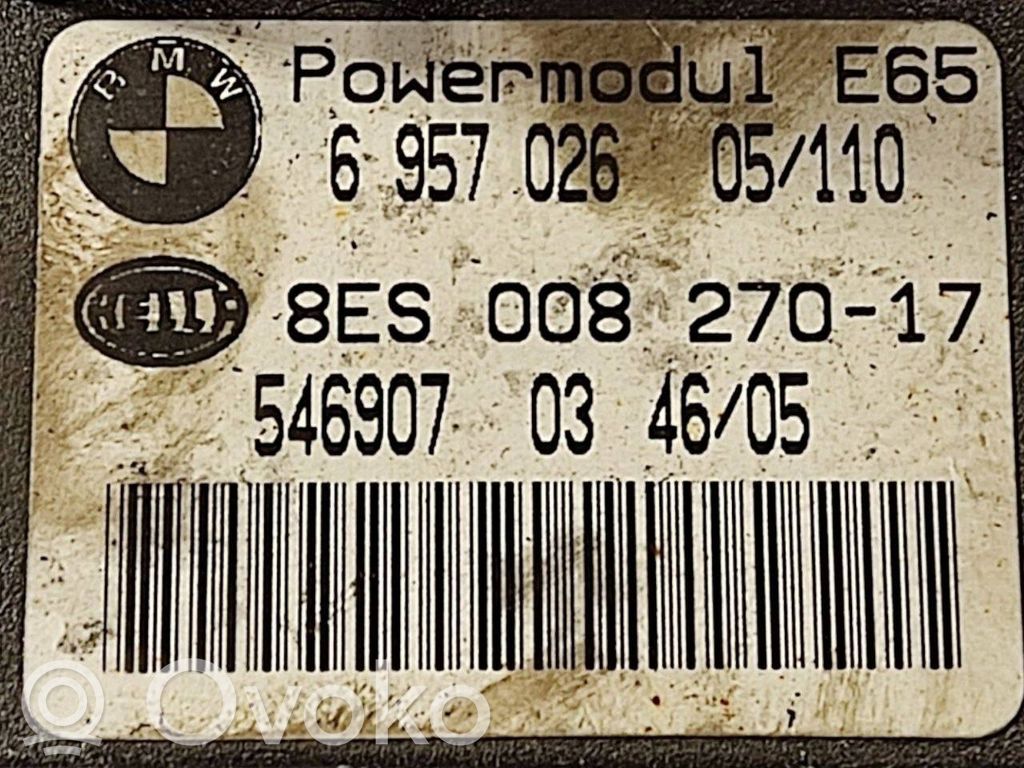 BMW
Powermodul E65
6 957 026 05/110
HELLA
8ES 008 270-17
546907 03 46/05
Ovoko